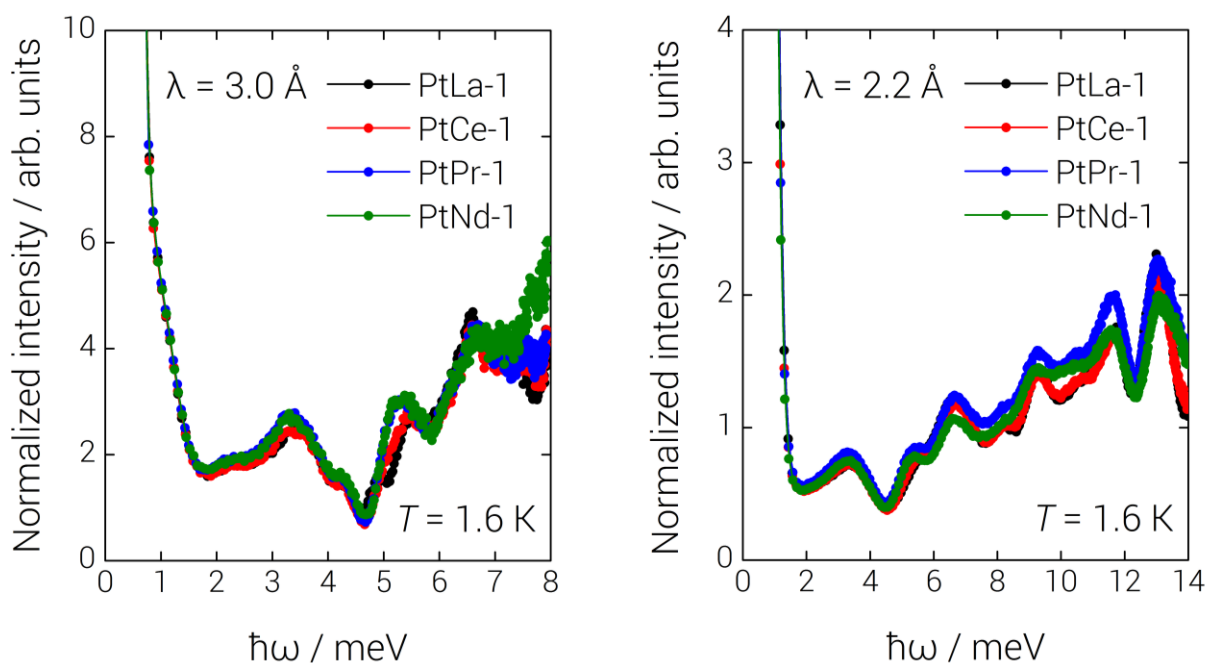 Normalized intensity / arb. units
10
8
6
4
2
0
λ = 3.0 Å
PtLa-1
PtCe-1
PtPr-1
PtNd-1
T = 1.6 K
0 1 2 3 4 5 6 7 8
ħω / meV
Normalized intensity / arb. units
4
3
2
1
0
λ = 2.2 Å
PtLa-1
PtCe-1
PtPr-1
PtNd-1
T = 1.6 K
0 2 4 6 8 10 12 14
ħω / meV